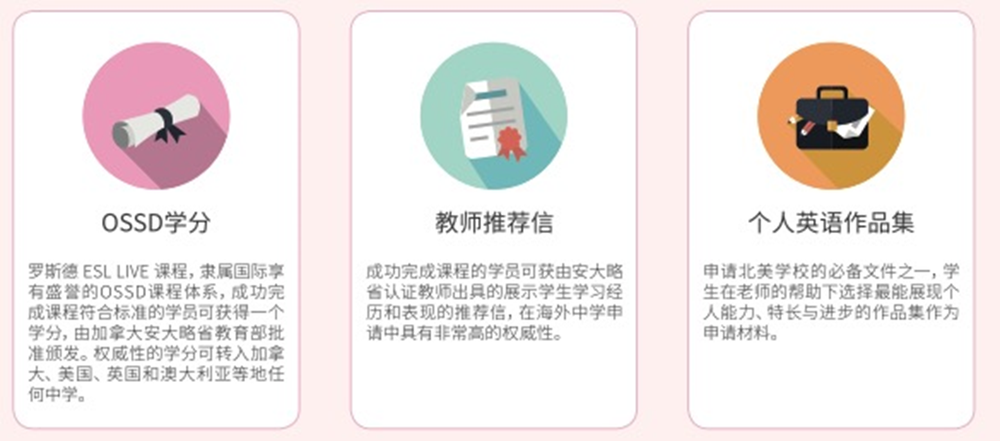 OSSD学分
罗斯德 ESL LIVE 课程，隶属国际享
有盛誉的OSSD课程体系，成功完
成课程符合标准的学员可获得一个
学分，由加拿大安大略省教育部批
准颁发。权威性的学分可转入加拿
大、美国、英国和澳大利亚等地任
何中学。
教师推荐信
成功完成课程的学员可获由安大略
省认证教师出具的展示学生学习经
历和表现的推荐信，在海外中学申
请中具有非常高的权威性。
个人英语作品集
申请北美学校的必备文件之一，学
生在老师的帮助下选择最能展现个
人能力、特长与进步的作品集作为
申请材料。